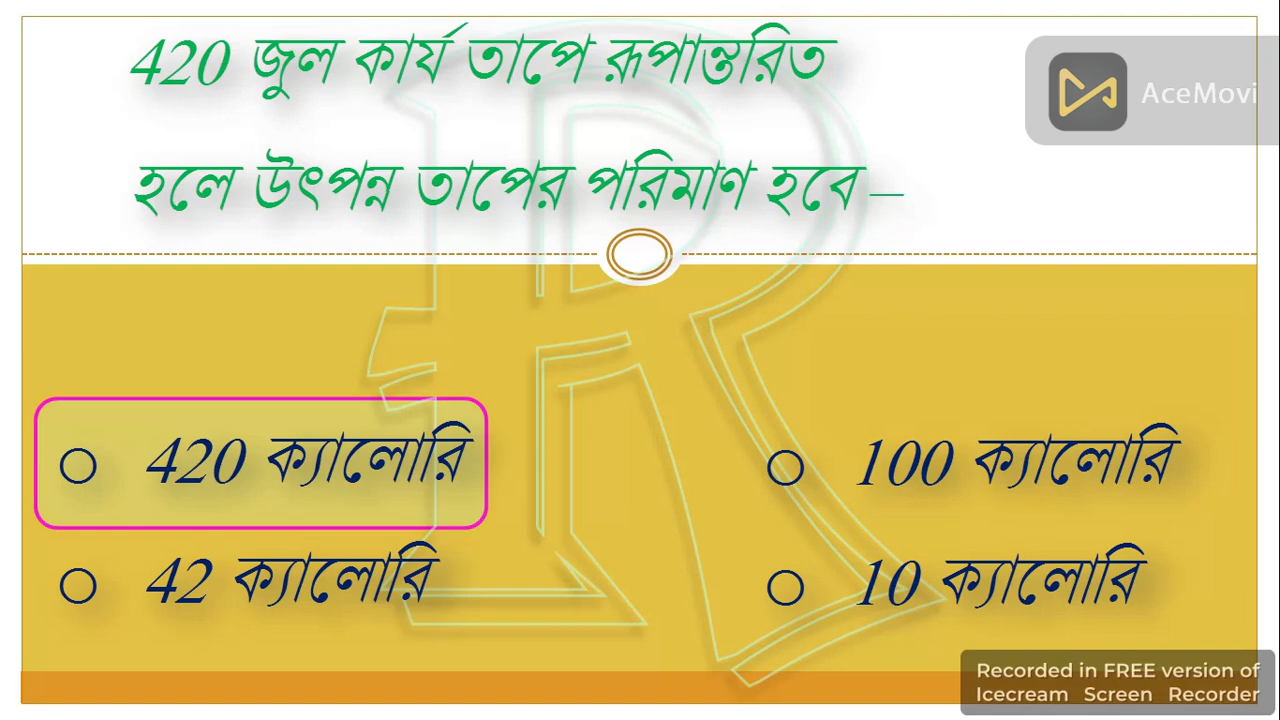 420 জুল কার্য তাপে রূপান্তরিত
হলে উৎপন্ন তাপের পরিমাণ হবে –
AceMovi
420 ক্যালোরি
100 ক্যালোরি
42 ক্যালোরি
10 ক্যালোরি
Recorded in FREE version of
Icecream Screen Recorder